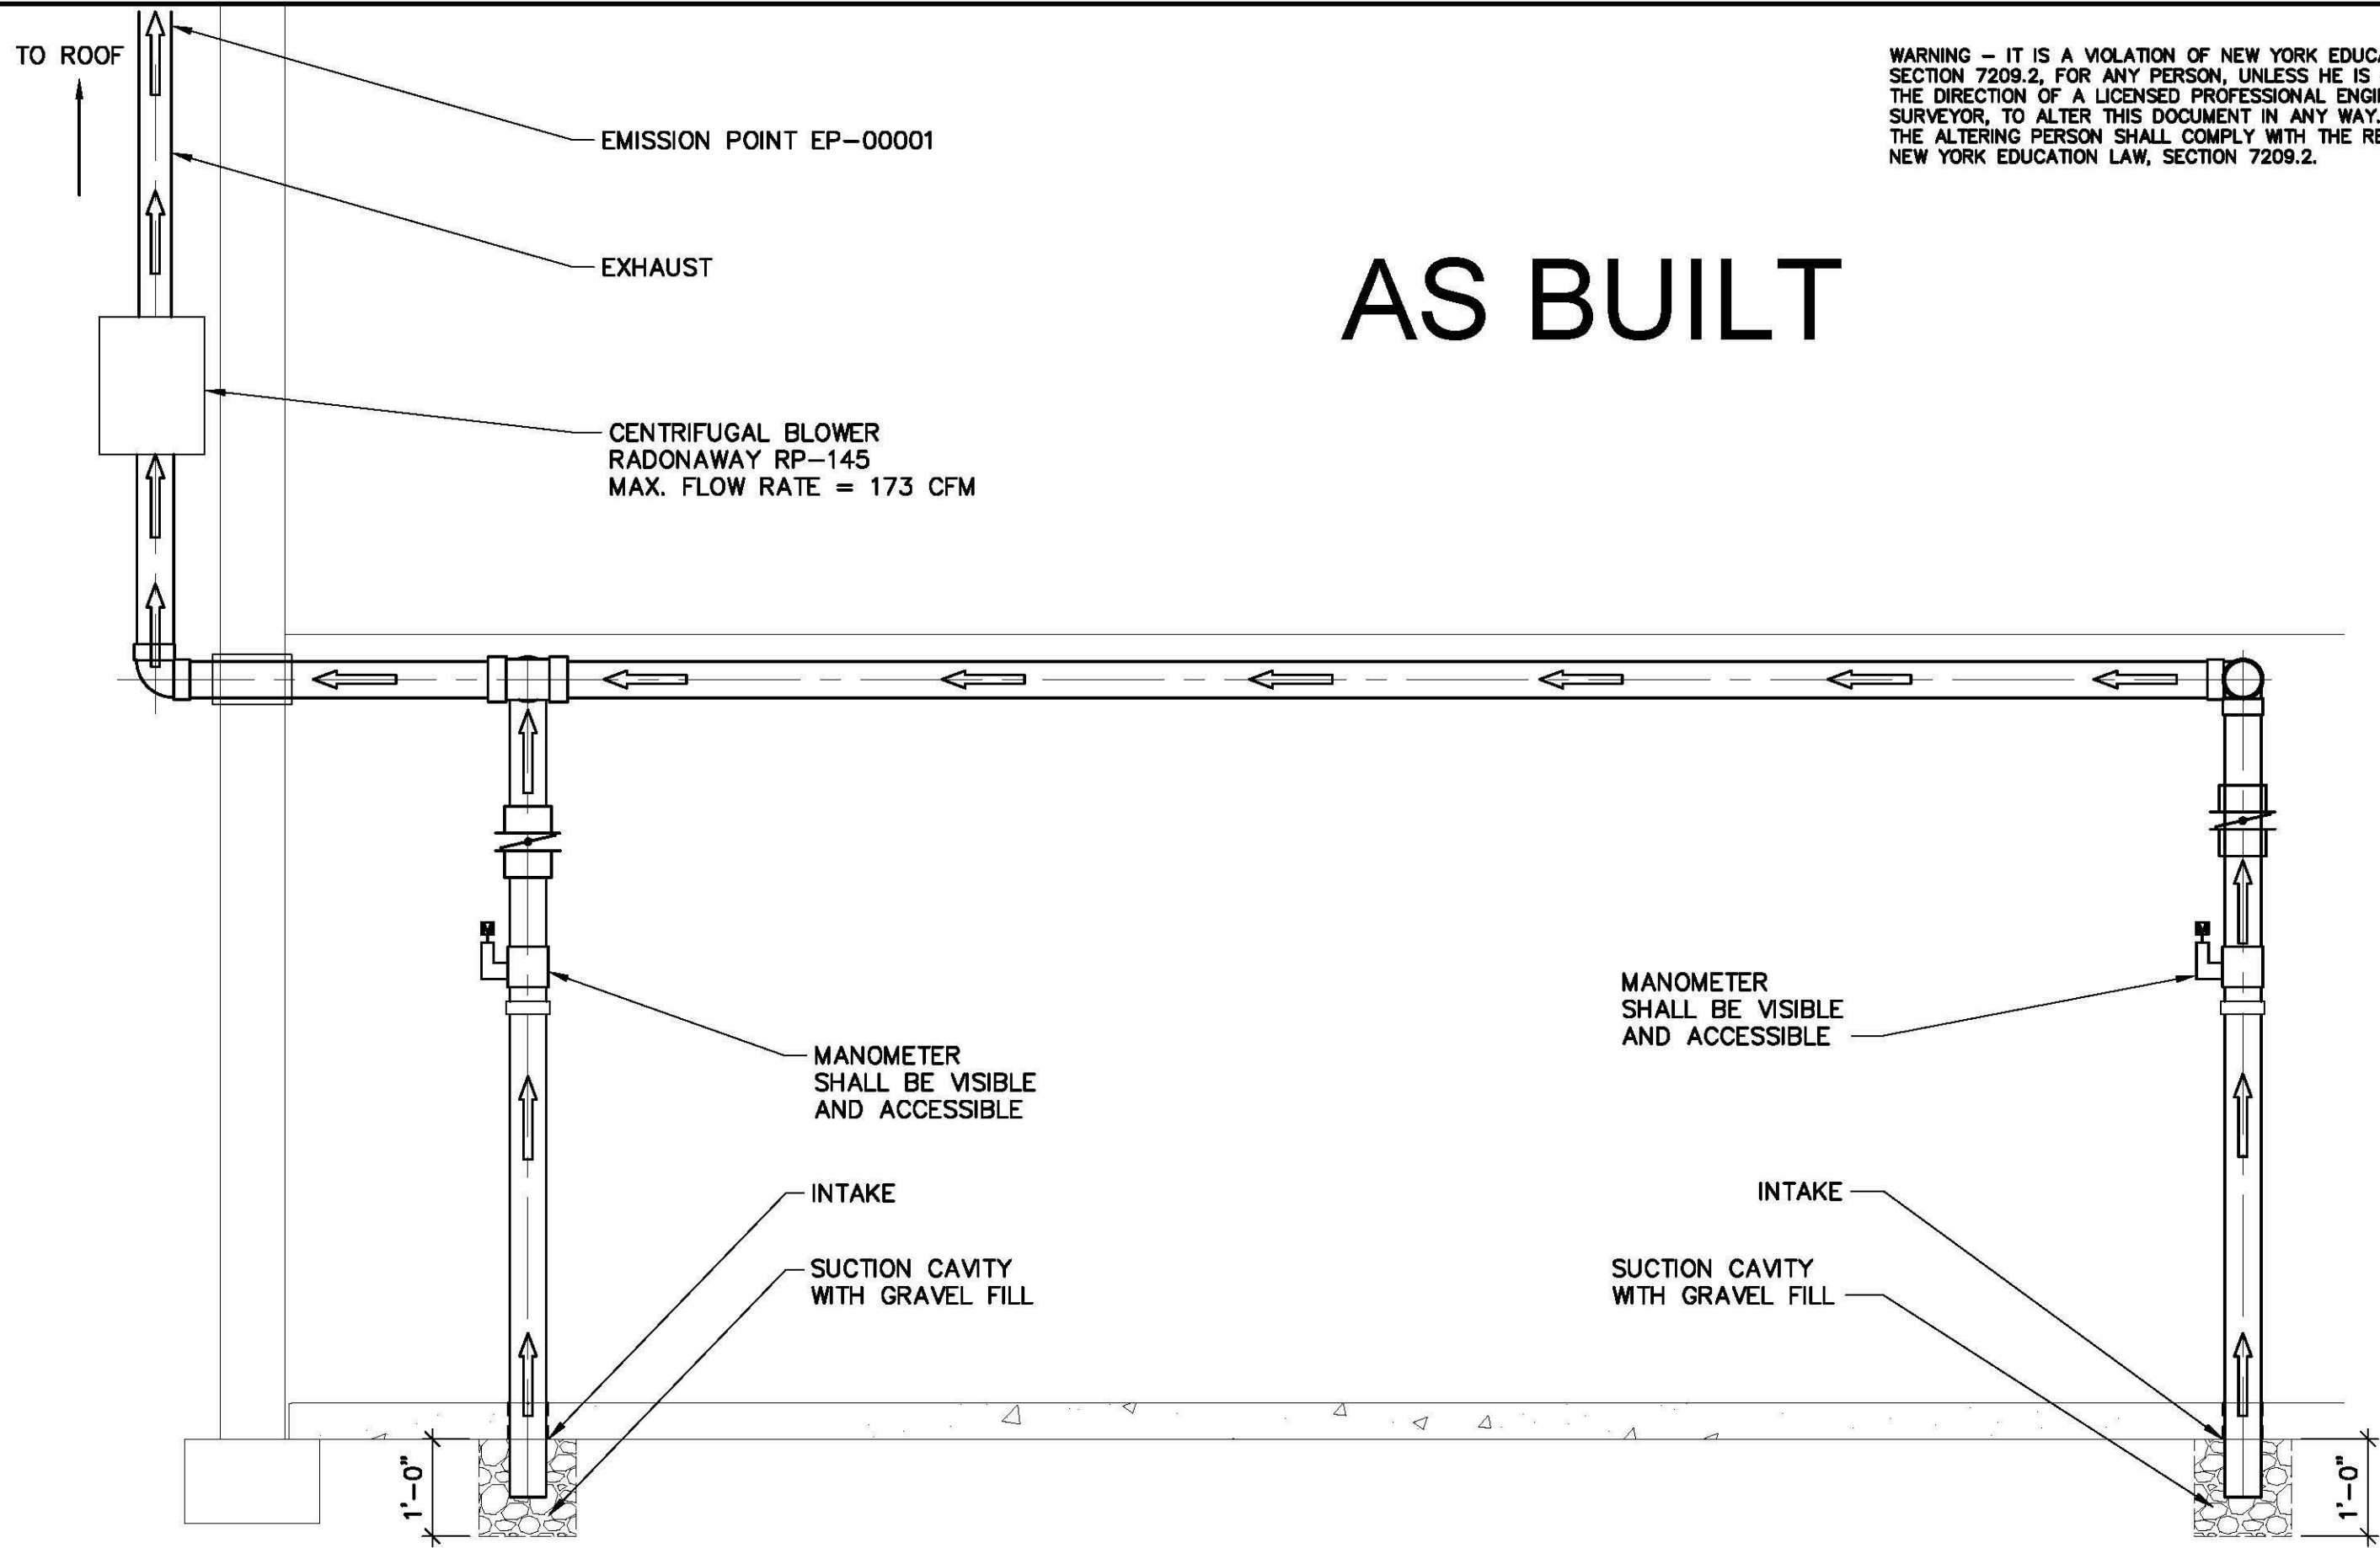 TO ROOF
WARNING – IT IS A VIOLATION OF NEW YORK
SECTION 7209.2, FOR ANY PERSON, UNLESS HE IS
THE DIRECTION OF A LICENSED PROFESSIONAL
SURVEYOR, TO ALTER THIS DOCUMENT IN ANY WAY.
THE ALTERING PERSON SHALL COMPLY WITH THE
NEW YORK EDUCATION LAW, SECTION 7209.2.
EMISSION POINT EP–00001
EXHAUST
AS BUILT
CENTRIFUGAL BLOWER
RADONAWAY RP–145
MAX. FLOW RATE = 173 CFM
M
M
MANOMETER
SHALL BE VISIBLE
AND ACCESSIBLE
MANOMETER
SHALL BE VISIBLE
AND ACCESSIBLE
INTAKE
INTAKE
SUCTION CAVITY
WITH GRAVEL FILL
SUCTION CAVITY
WITH GRAVEL FILL
1'–0"
1'–0"